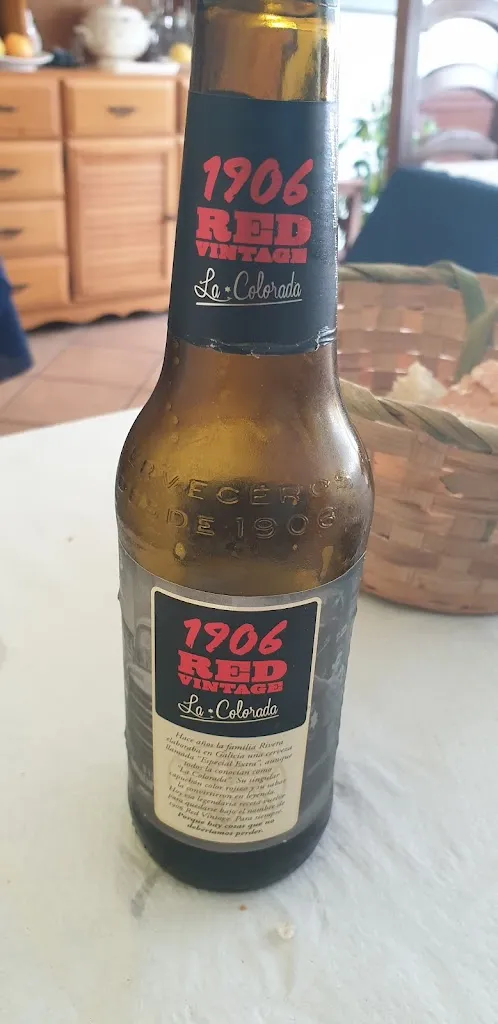 1906
RED
VINTAGE
La Colorada
CERVECEROS
DESDE 1906
1906
RED
VINTAGE
La Colorada
Hace años la familia Rivera
elaboraba en Galicia una cerveza
llamada "Especial Extra", aunque
todos la conocían como
"La Colorada". Su singular
color rojizo y su sabor
la convirtieron en leyenda.
Hoy esa legendaria receta
bajo el nombre de
1906 Red Vintage. Para siempre.
Porque hay cosas que no
deberíamos perder.